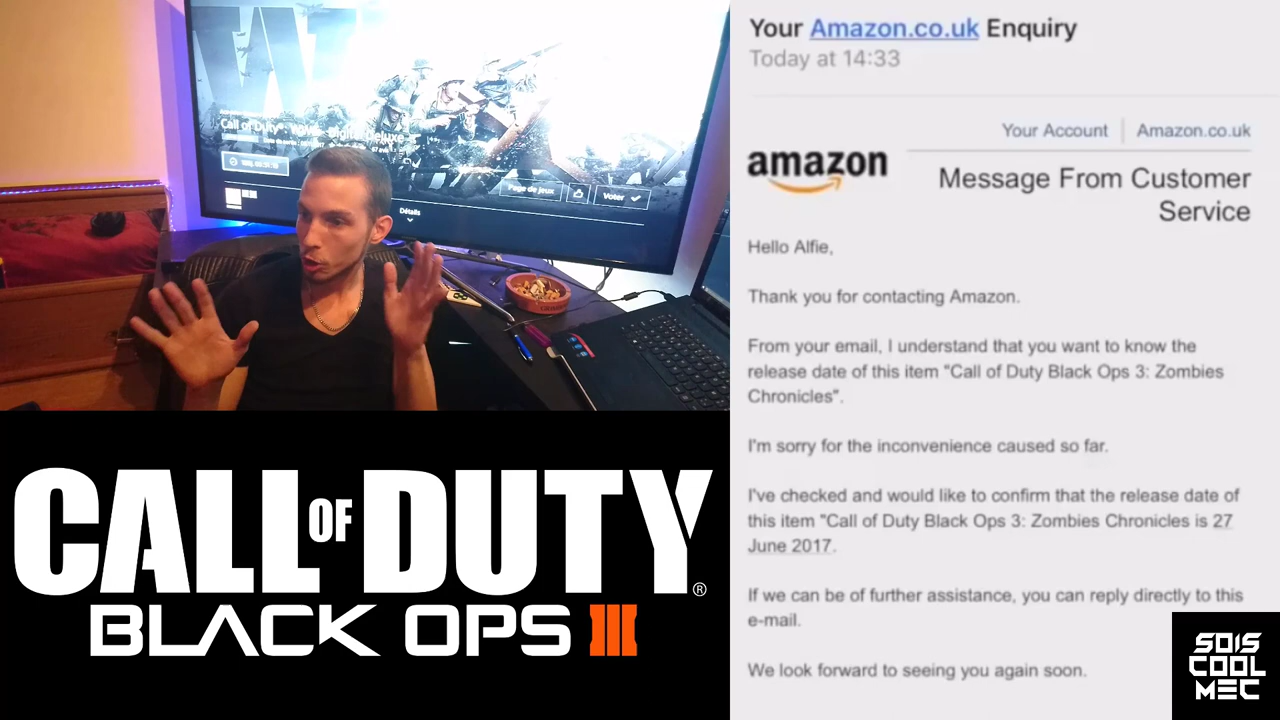 Call of Duty®: WWII - Digital Deluxe
Page de jeux
Voter
Détails
CALL OF DUTY®
BLACK OPS III
Your Amazon.co.uk Enquiry
Today at 14:33
Your Account | Amazon.co.uk
amazon
Message From Customer
Service
Hello Alfie,
Thank you for contacting Amazon.
From your email, I understand that you want to know the
release date of this item "Call of Duty Black Ops 3: Zombies
Chronicles".
I'm sorry for the inconvenience caused so far.
I've checked and would like to confirm that the release date of
this item "Call of Duty Black Ops 3: Zombies Chronicles is 27
June 2017.
If we can be of further assistance, you can reply directly to this
e-mail.
We look forward to seeing you again soon.
SOIS
COOL
MEC